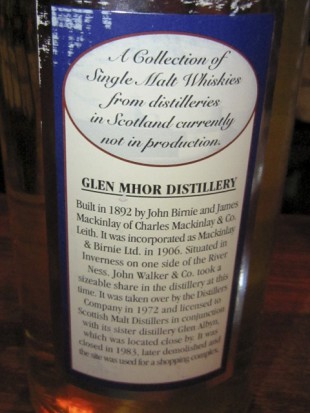 A Collection of
Single Malt Whiskies
from distilleries
in Scotland currently
not in production.
GLEN MHOR DISTILLERY
Built in 1892 by John Birnie and James
Mackinlay of Charles Mackinlay & Co.
Leith. It was incorporated as Mackinlay
& Birnie Ltd. in 1906. Situated in
Inverness on one side of the River
Ness. John Walker & Co. took a
sizeable share in the distillery at this
time. It was taken over by the Distillers
Company in 1972 and licensed to
Scottish Malt Distillers in conjunction
with its sister distillery Glen Albyn,
which was located close by. It was
closed in 1983, later demolished and
the site was used for a shopping complex.